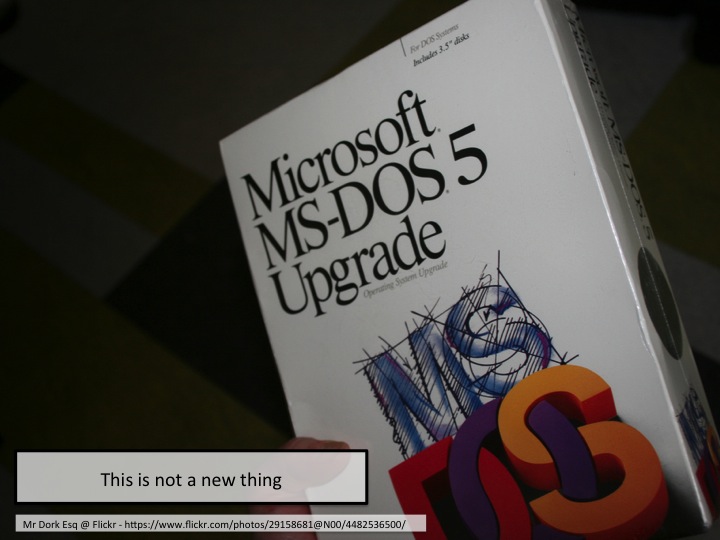 For DOS Systems
Includes 3.5" disks
Microsoft®
MS-DOS® 5
Upgrade
Operating System Upgrade
MS
DOS
This is not a new thing
Mr Dork Esq @ Flickr - https://www.flickr.com/photos/29158681@N00/4482536500/